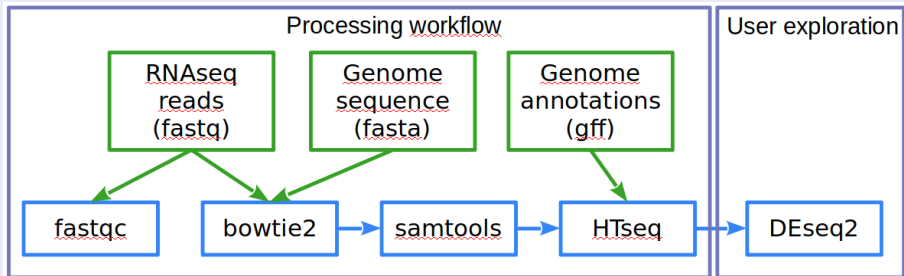 Processing workflow
User exploration
RNAseq
reads
(fastq)
Genome
sequence
(fasta)
Genome
annotations
(gff)
fastqc
bowtie2
samtools
HTseq
DEseq2